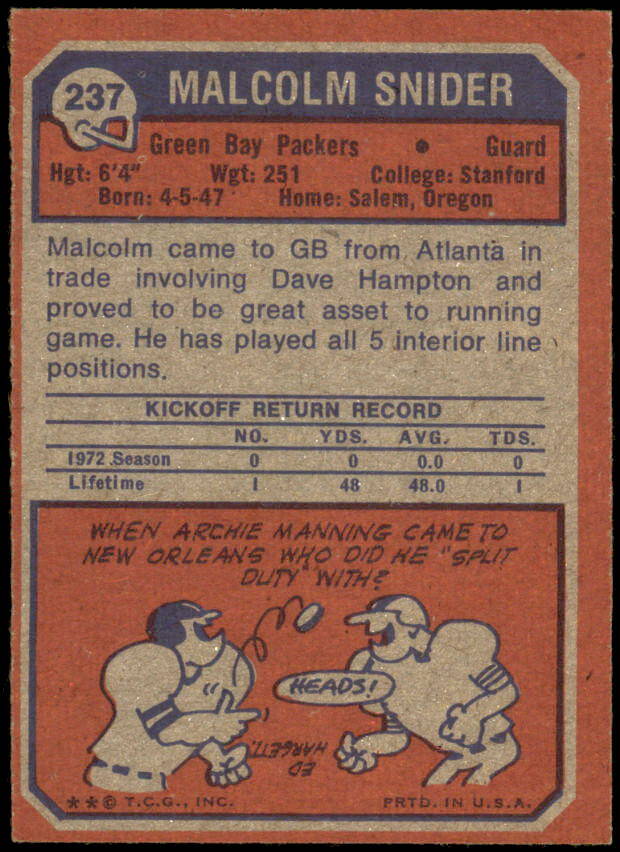 237
MALCOLM SNIDER
Green Bay Packers • Guard
Hgt: 6'4" Wgt: 251 College: Stanford
Born: 4-5-47 Home: Salem, Oregon
Malcolm came to GB from Atlanta in
trade involving Dave Hampton and
proved to be great asset to running
game. He has played all 5 interior line
positions.
KICKOFF RETURN RECORD
NO. YDS. AVG. TDS.
1972 Season 0 0 0.0 0
Lifetime 1 48 48.0 1
WHEN ARCHIE MANNING CAME TO
NEW ORLEANS WHO DID HE "SPLIT
DUTY" WITH?
HEADS!
ED
HARGETT.
**© T.C.G., INC. PRTD. IN U.S.A.